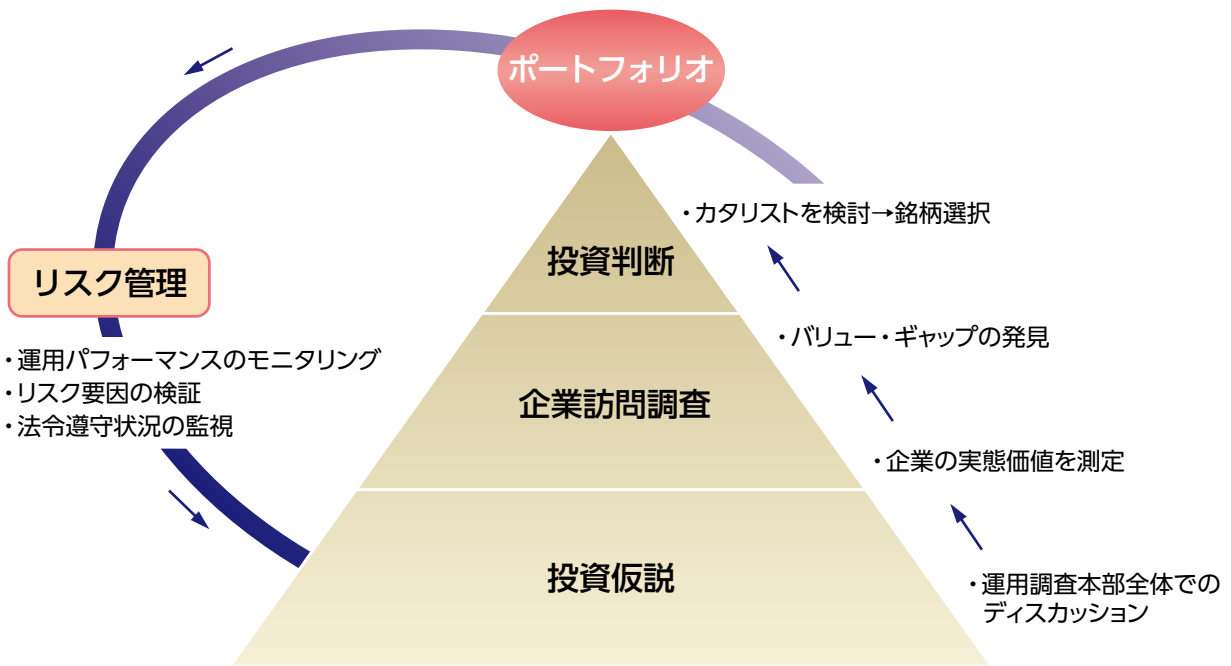 ポートフォリオ
・カタリストを検討→銘柄選択
投資判断
リスク管理
・バリュー・ギャップの発見
・運用パフォーマンスのモニタリング
・リスク要因の検証
・法令遵守状況の監視
企業訪問調査
・企業の実態価値を測定
投資仮説
・運用調査本部全体での
ディスカッション